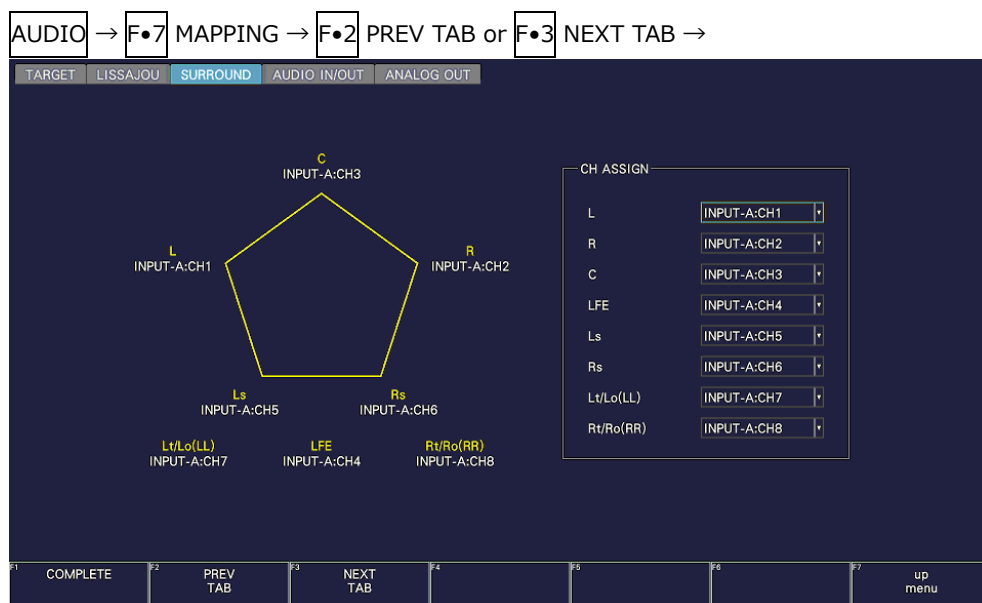 AUDIO → F•7 MAPPING → F•2 PREV TAB or F•3 NEXT TAB →
TARGET LISSAJOU SURROUND AUDIO IN/OUT ANALOG OUT
C
INPUT-A:CH3
L
INPUT-A:CH1
R
INPUT-A:CH2
Ls
INPUT-A:CH5
Rs
INPUT-A:CH6
Lt/Lo(LL)
INPUT-A:CH7
LFE
INPUT-A:CH4
Rt/Ro(RR)
INPUT-A:CH8
CH ASSIGN
L INPUT-A:CH1
R INPUT-A:CH2
C INPUT-A:CH3
LFE INPUT-A:CH4
Ls INPUT-A:CH5
Rs INPUT-A:CH6
Lt/Lo(LL) INPUT-A:CH7
Rt/Ro(RR) INPUT-A:CH8
F1 COMPLETE
F2 PREV
TAB
F3 NEXT
TAB
F4
F5
F6
F7 up
menu